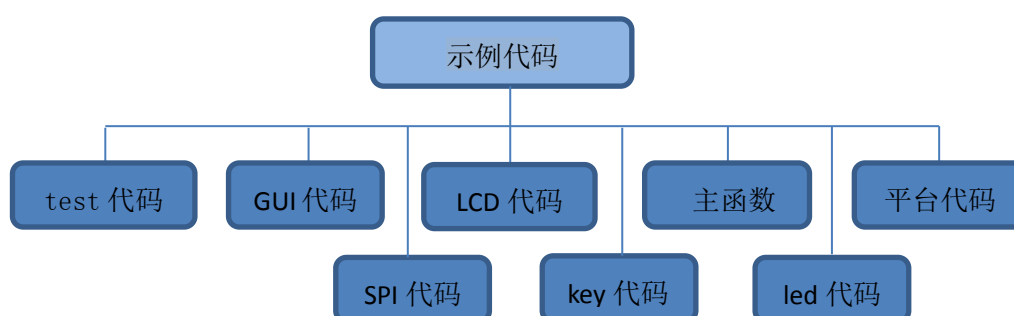 示例代码
test 代码
GUI 代码
LCD 代码
主函数
平台代码
SPI 代码
key 代码
led 代码